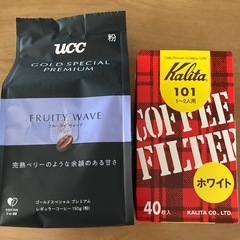 粉
UCC
GOLD SPECIAL
PREMIUM
FRUITY WAVE
フルーティウェーブ
完熟ベリーのような余韻のある甘さ
ゴールドスペシャル プレミアム
レギュラーコーヒー 150g(粉)
Kalita
101
1~2人用
COFFEE
FILTER
ホワイト
40枚入
KALITA CO., LTD.